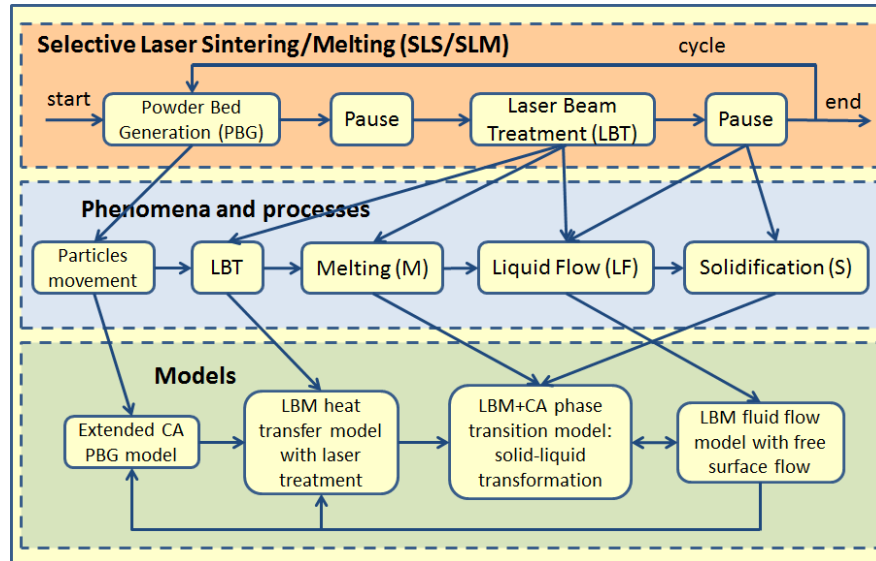 Selective Laser Sintering/Melting (SLS/SLM)
cycle
start
Powder Bed
Generation (PBG)
Pause
Laser Beam
Treatment (LBT)
Pause
end
Phenomena and processes
Particles
movement
LBT
Melting (M)
Liquid Flow (LF)
Solidification (S)
Models
Extended CA
PBG model
LBM heat
transfer model
with laser
treatment
LBM+CA phase
transition model:
solid-liquid
transformation
LBM fluid flow
model with free
surface flow